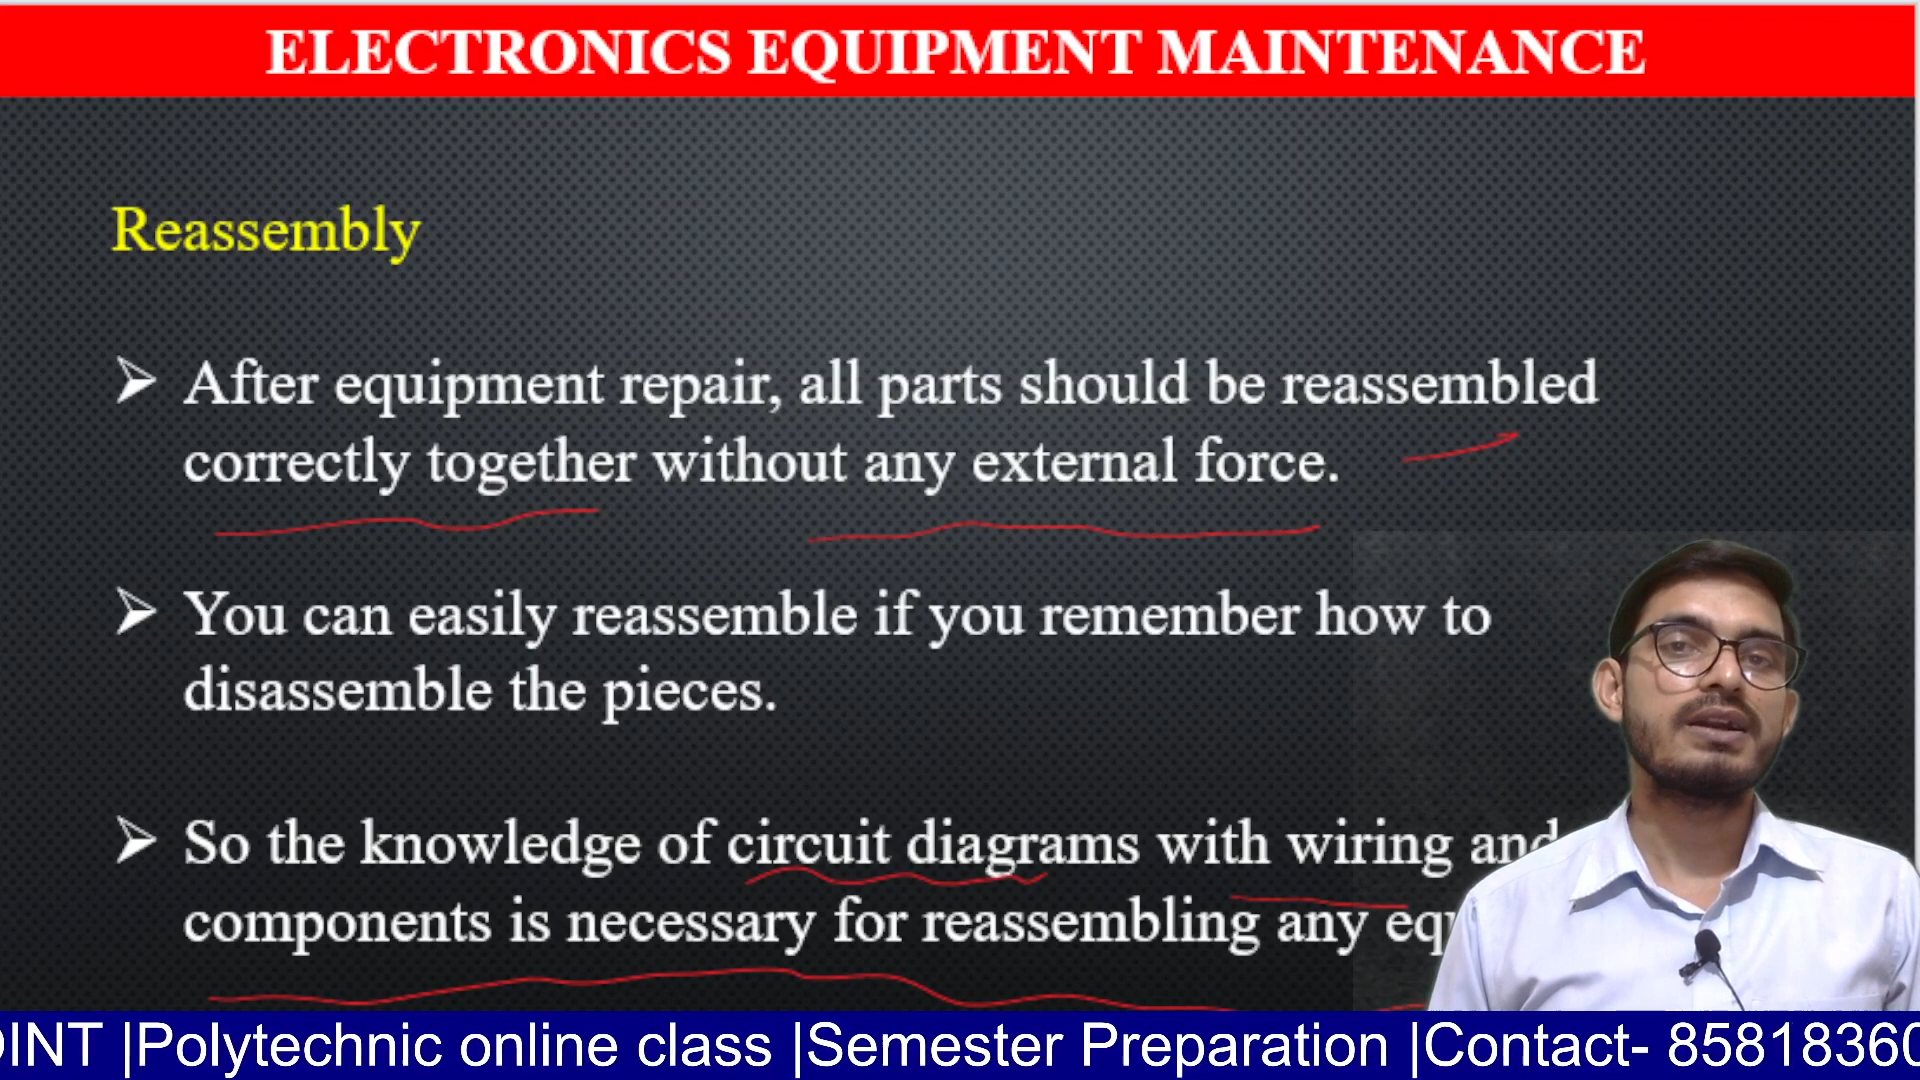 ELECTRONICS EQUIPMENT MAINTENANCE
Reassembly
After equipment repair, all parts should be reassembled
correctly together without any external force.
You can easily reassemble if you remember how to
disassemble the pieces.
So the knowledge of circuit diagrams with wiring and
components is necessary for reassembling any
|Polytechnic online class |Semester Preparation |Contact- 8581836